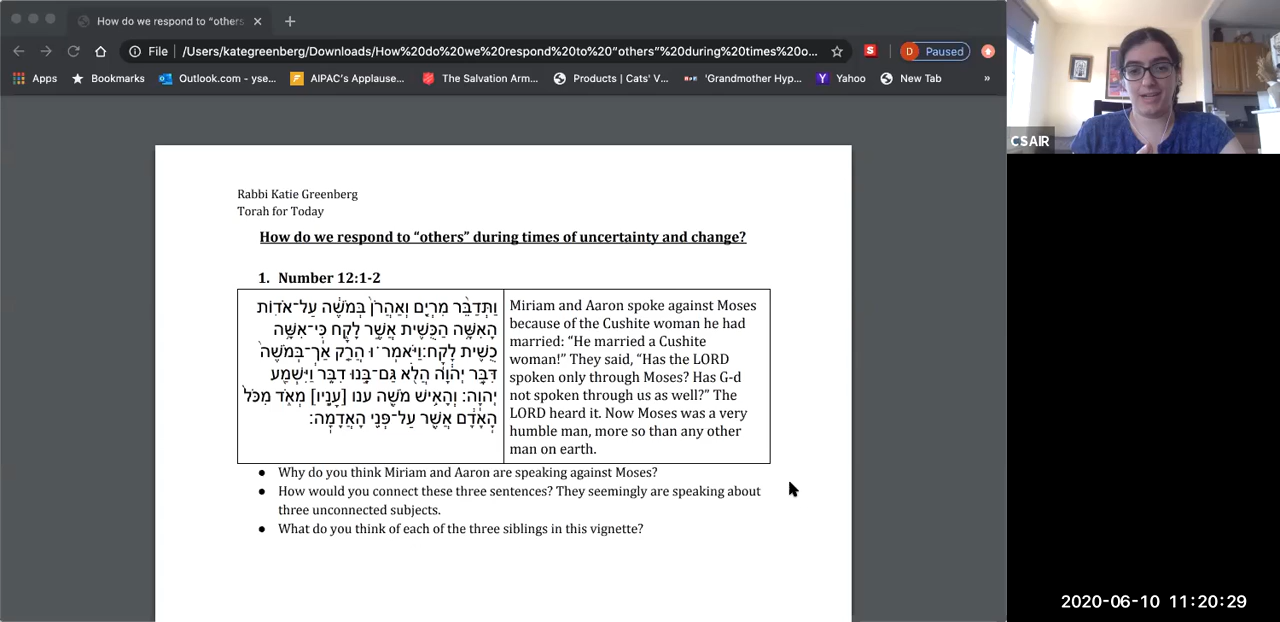 How do we respond to "others
File
/Users/kategreenberg/Downloads/How%20do%20we%20respond%20to%20"others"%20during%20times%20o...
S
D Paused
Apps
Bookmarks
Outlook.com - yse...
AIPAC's Applause...
The Salvation Arm...
Products | Cats' V...
'Grandmother Hyp...
Yahoo
New Tab
»
CSAIR
Rabbi Katie Greenberg
Torah for Today
How do we respond to "others" during times of uncertainty and change?
1. Number 12:1-2
וַתְּדַבֵּ֨ר מִרְיָ֤ם וְאַהֲרֹן֙ בְּמֹשֶׁ֔ה עַל־אֹד֛וֹת
הָאִשָּׁ֥ה הַכֻּשִׁ֖ית אֲשֶׁ֣ר לָקָ֑ח כִּֽי־אִשָּׁ֥ה
כֻשִׁ֖ית לָקָֽח׃וַיֹּאמְר֗וּ הֲרַ֤ק אַךְ־בְּמֹשֶׁה֙
דִּבֶּ֣ר יְהוָ֔ה הֲלֹ֖א גַּם־בָּ֣נוּ דִבֵּ֑ר וַיִּשְׁמַ֖ע
יְהוָֽה׃ וְהָאִ֥ישׁ מֹשֶׁ֖ה ענו [עָנָ֣יו] מְאֹ֑ד מִכֹּל֙
הָֽאָדָ֔ם אֲשֶׁ֖ר עַל־פְּנֵ֥י הָאֲדָמָֽה׃
Miriam and Aaron spoke against Moses
because of the Cushite woman he had
married: "He married a Cushite
woman!" They said, "Has the LORD
spoken only through Moses? Has G-d
not spoken through us as well?" The
LORD heard it. Now Moses was a very
humble man, more so than any other
man on earth.
● Why do you think Miriam and Aaron are speaking against Moses?
● How would you connect these three sentences? They seemingly are speaking about
three unconnected subjects.
● What do you think of each of the three siblings in this vignette?
2020-06-10 11:20:29